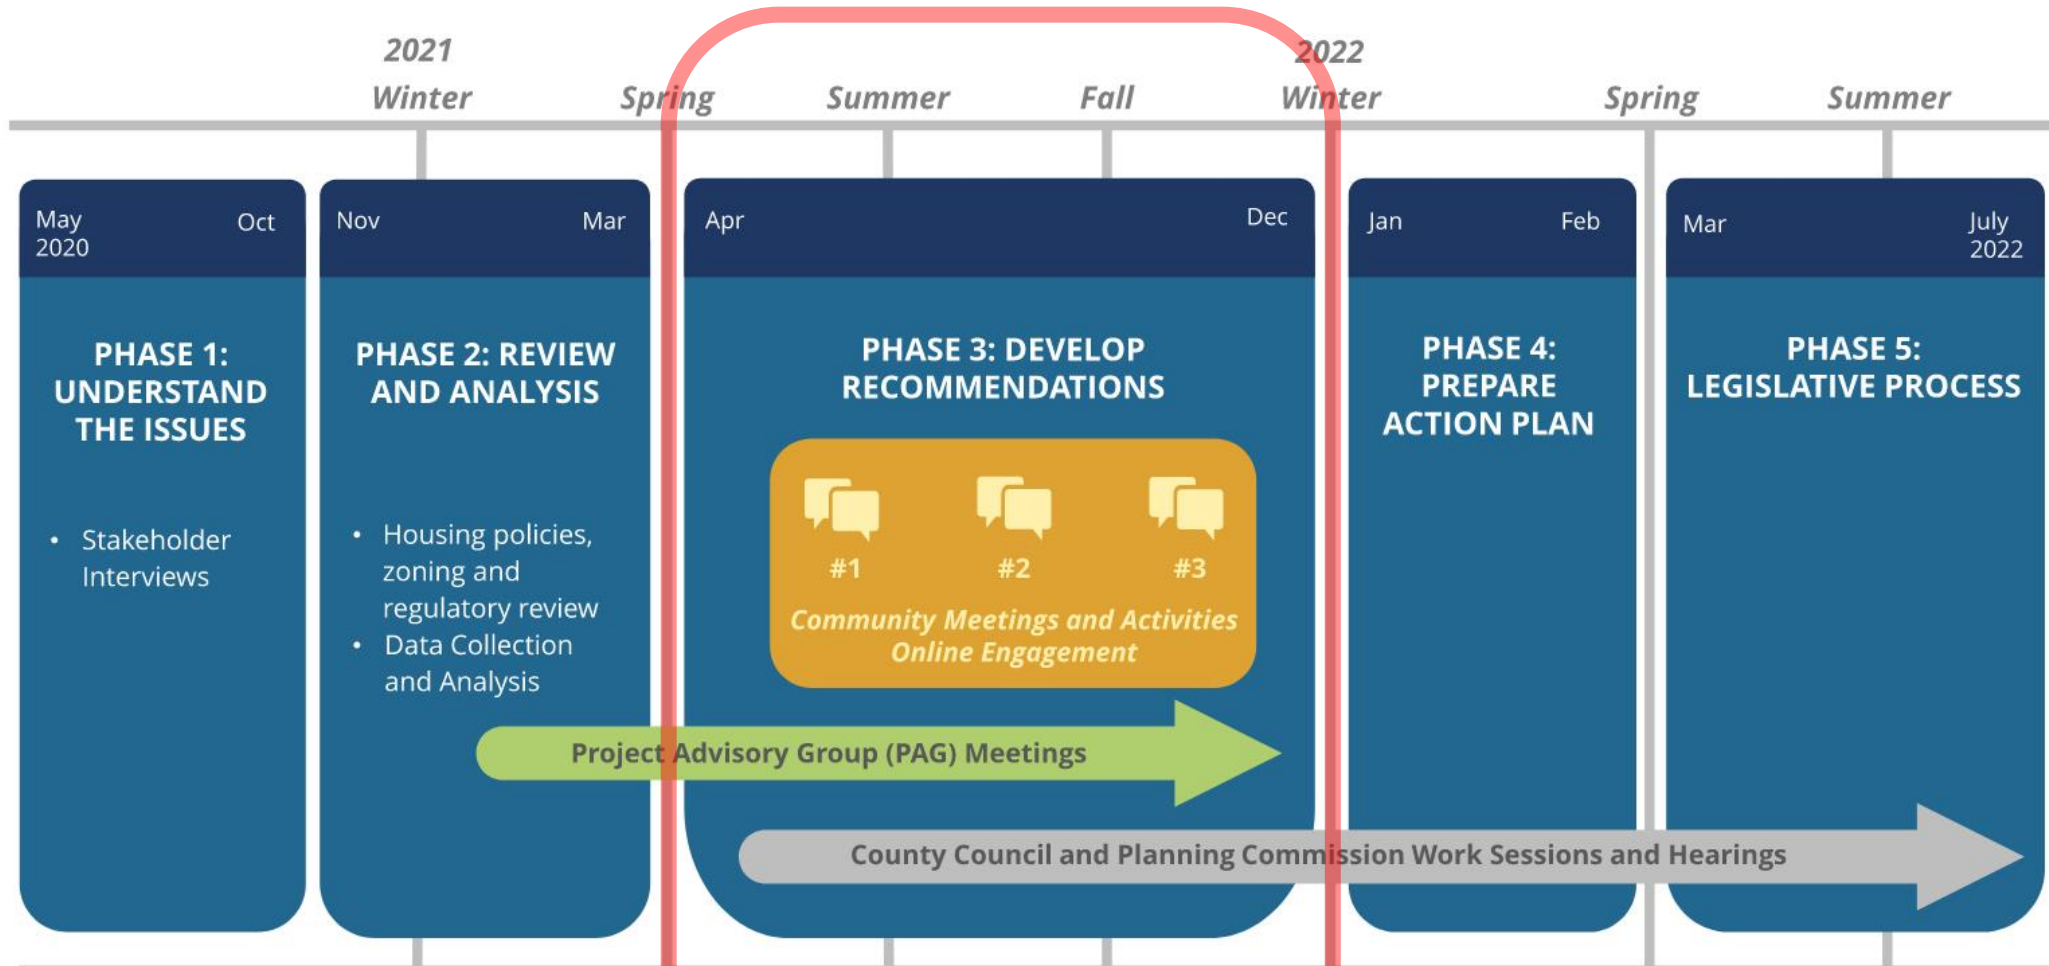 2021
2022
Winter
Spring
Summer
Fall
Winter
Spring
Summer
May
2020
Oct
Nov
Mar
Apr
Dec
Jan
Feb
Mar
July
2022
PHASE 1:
UNDERSTAND
THE ISSUES
• Stakeholder
Interviews
PHASE 2: REVIEW
AND ANALYSIS
• Housing policies,
zoning and
regulatory review
• Data Collection
and Analysis
PHASE 3: DEVELOP
RECOMMENDATIONS
#1
#2
#3
Community Meetings and Activities
Online Engagement
PHASE 4:
PREPARE
ACTION PLAN
PHASE 5:
LEGISLATIVE PROCESS
Project Advisory Group (PAG) Meetings
County Council and Planning Commission Work Sessions and Hearings